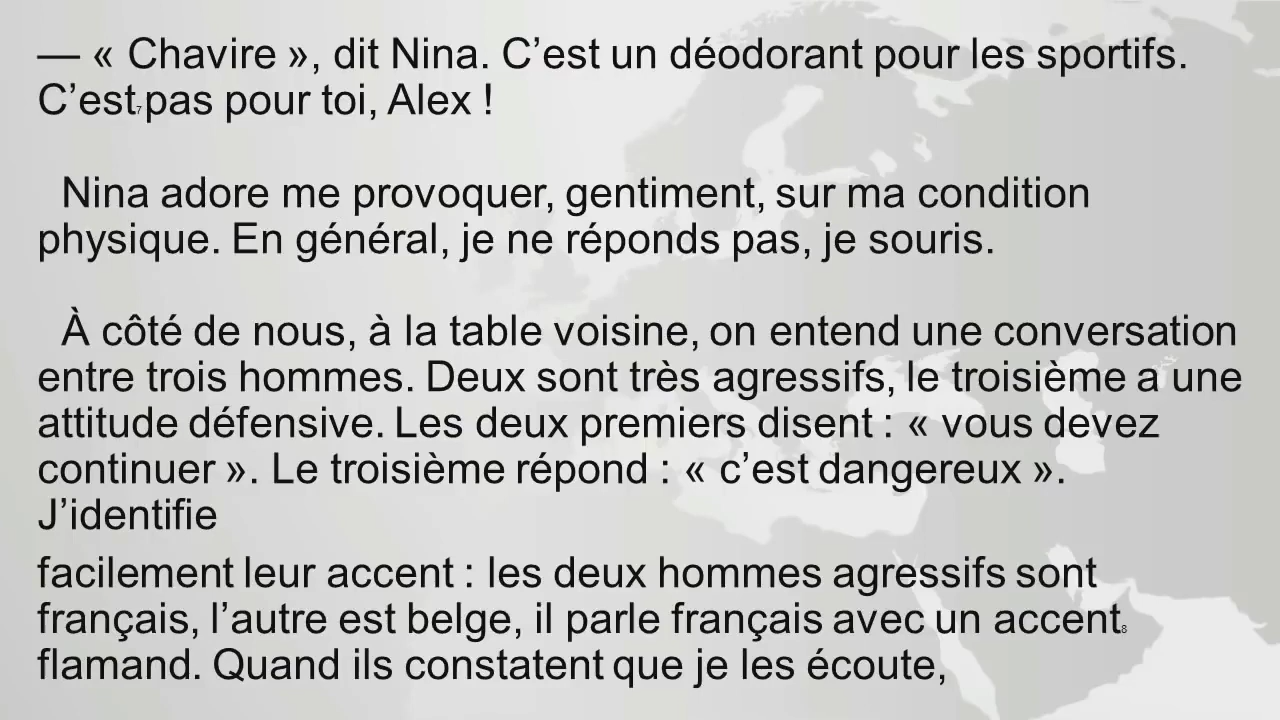 — « Chavire », dit Nina. C’est un déodorant pour les sportifs.
C’est7pas pour toi, Alex !
Nina adore me provoquer, gentiment, sur ma condition
physique. En général, je ne réponds pas, je souris.
À côté de nous, à la table voisine, on entend une conversation
entre trois hommes. Deux sont très agressifs, le troisième a une
attitude défensive. Les deux premiers disent : « vous devez
continuer ». Le troisième répond : « c’est dangereux ».
J’identifie
facilement leur accent : les deux hommes agressifs sont
français, l’autre est belge, il parle français avec un accent8
flamand. Quand ils constatent que je les écoute,